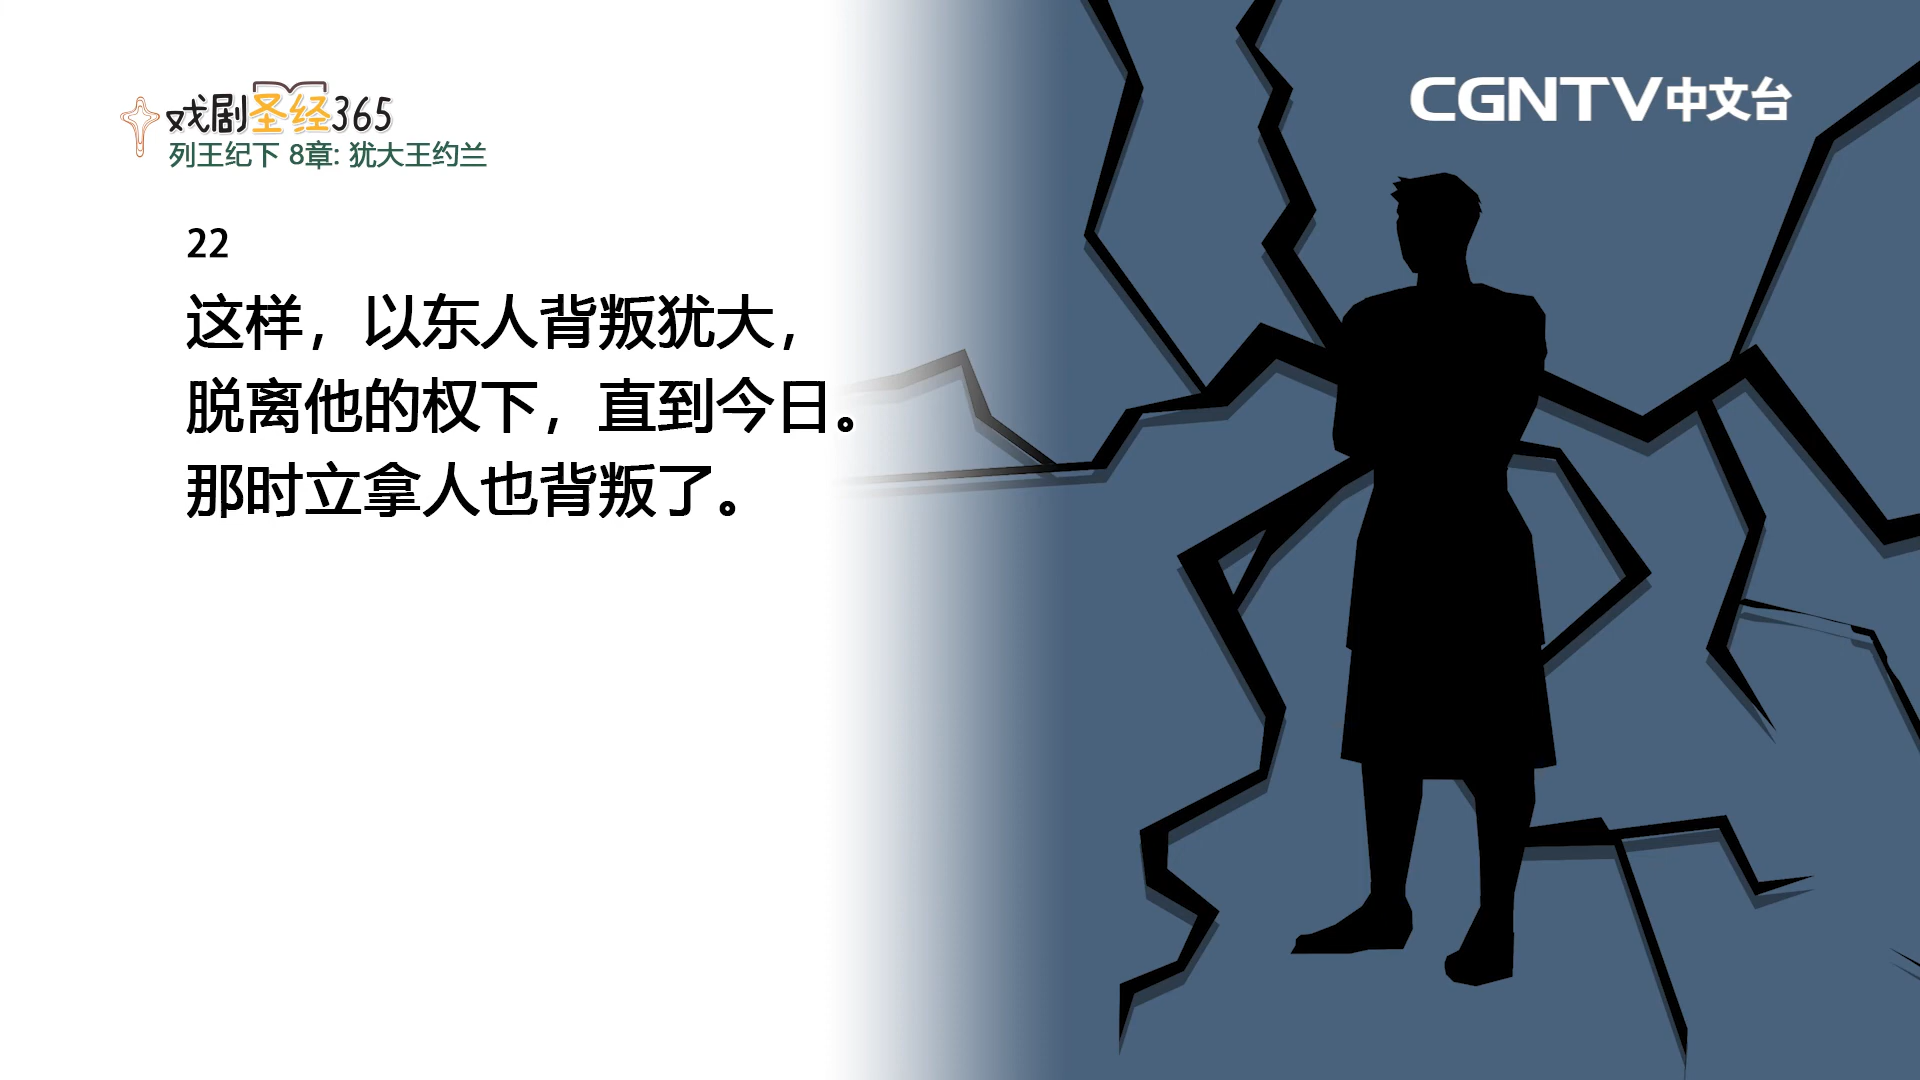 戏剧圣经365
列王纪下 8章: 犹大王约兰
CGNTV中文台
22
这样，以东人背叛犹大，
脱离他的权下，直到今日。
那时立拿人也背叛了。